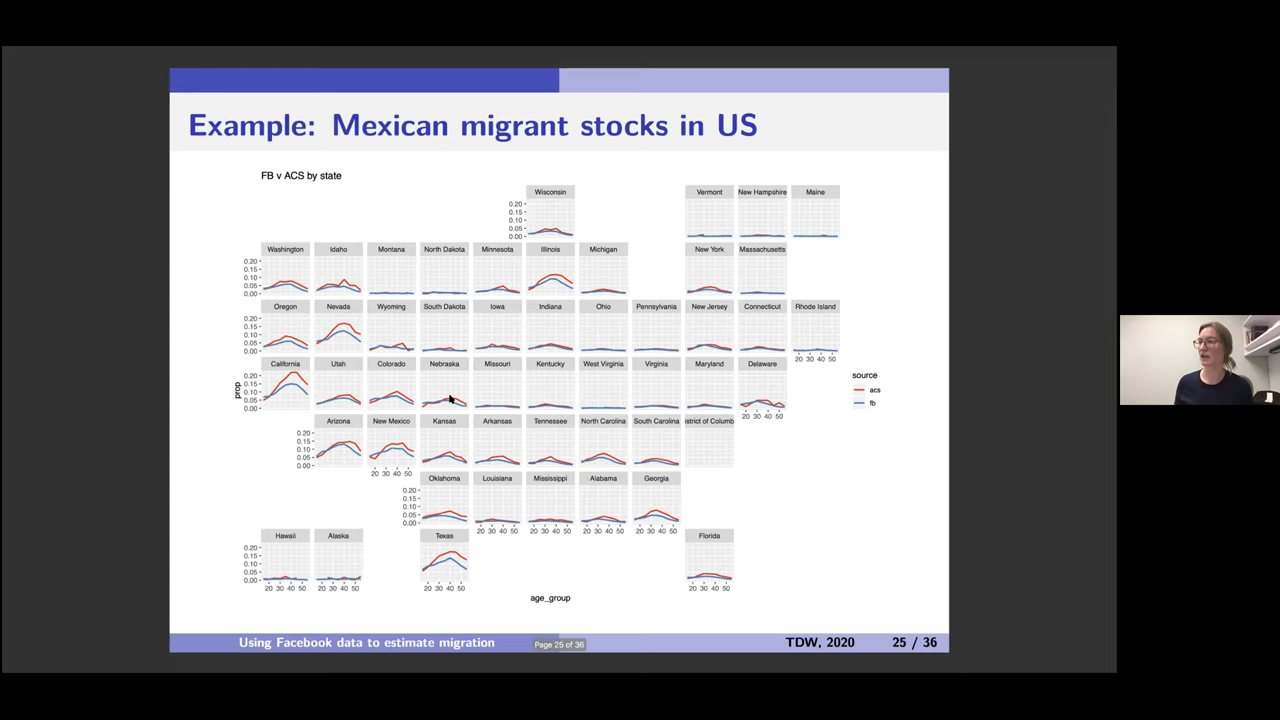 Example: Mexican migrant stocks in US
FB v ACS by state
Wisconsin
Vermont New Hampshire Maine
0.20
0.15
0.10
0.05
0.00
Washington Idaho Montana North Dakota Minnesota Illinois Michigan New York Massachusetts
0.20
0.15
0.10
0.05
0.00
Oregon Nevada Wyoming South Dakota Iowa Indiana Ohio Pennsylvania New Jersey Connecticut Rhode Island
0.20
0.15
0.10
0.05
0.00
20 30 40 50
California Utah Colorado Nebraska Missouri Kentucky West Virginia Virginia Maryland Delaware
0.20
0.15
0.10
0.05
0.00
20 30 40 50
prop
source
acs
fb
Arizona New Mexico Kansas Arkansas Tennessee North Carolina South Carolina istrict of Columb
0.20
0.15
0.10
0.05
0.00
20 30 40 50
Oklahoma Louisiana Mississippi Alabama Georgia
0.20
0.15
0.10
0.05
0.00
20 30 40 50 20 30 40 50 20 30 40 50 20 30 40 50
Hawaii Alaska Texas Florida
0.20
0.15
0.10
0.05
0.00
20 30 40 50 20 30 40 50 20 30 40 50 20 30 40 50
age_group
Using Facebook data to estimate migration Page 25 of 36 TDW, 2020 25 / 36